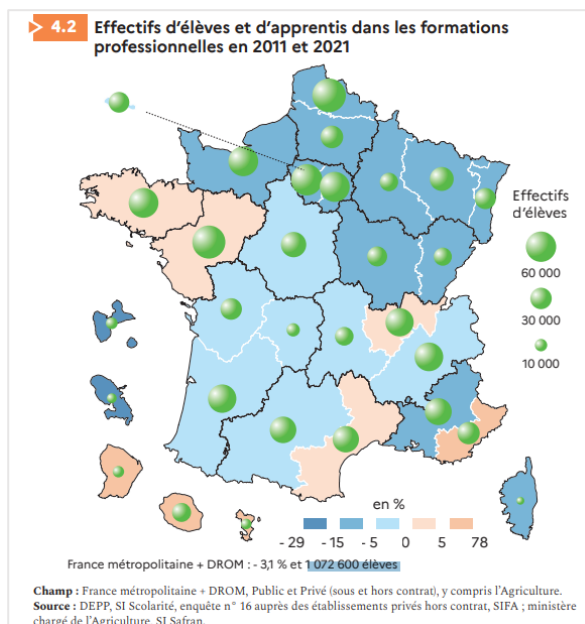 4.2 Effectifs d'élèves et d'apprentis dans les formations
professionnelles en 2011 et 2021
Effectifs
d'élèves
60 000
30 000
10 000
en %
- 29 - 15 - 5 0 5 78
France métropolitaine + DROM : - 3,1 % et 1 072 600 élèves
Champ : France métropolitaine + DROM, Public et Privé (sous et hors contrat), y compris l'Agriculture.
Source : DEPP, SI Scolarité, enquête n° 16 auprès des établissements privés hors contrat, SIFA ; ministère
chargé de l'Agriculture, SI Safran.